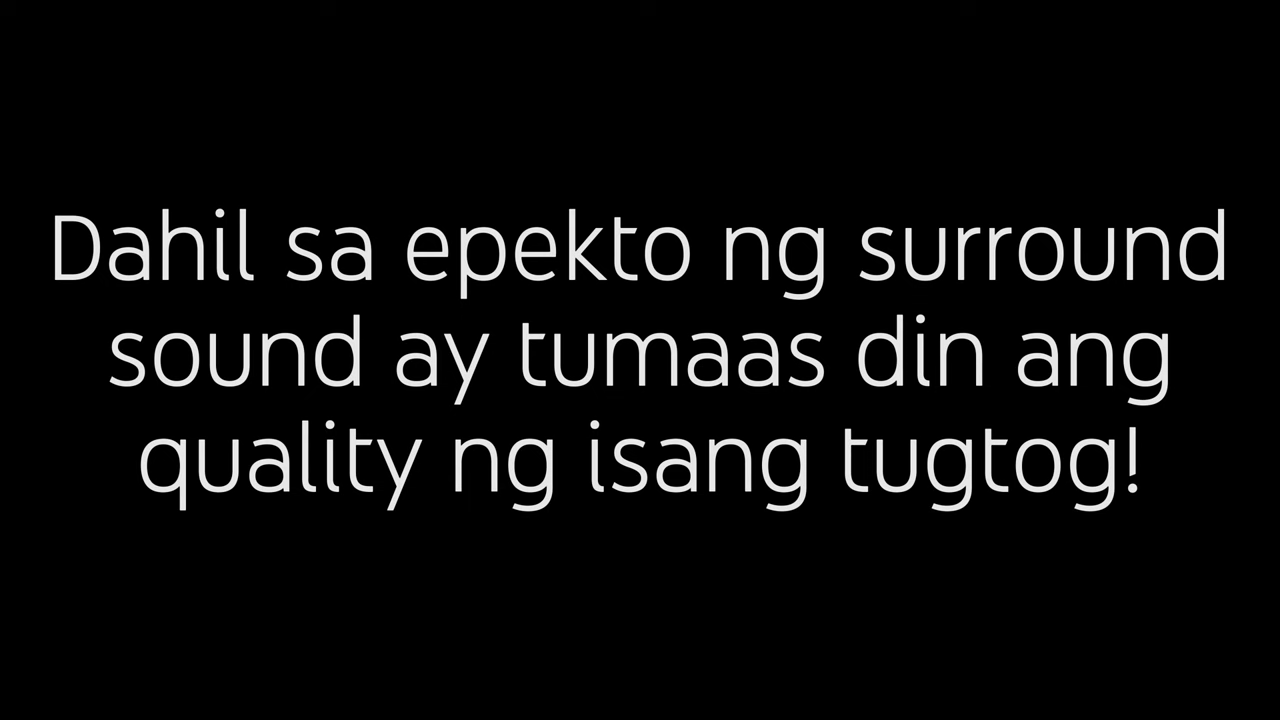 Dahil sa epekto ng surround
sound ay tumaas din ang
quality ng isang tugtog!